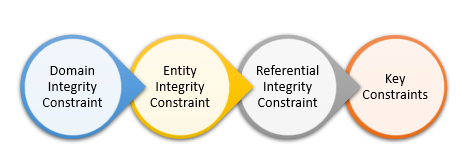 Domain
Integrity
Constraint
Entity
Integrity
Constraint
Referential
Integrity
Constraint
Key
Constraints